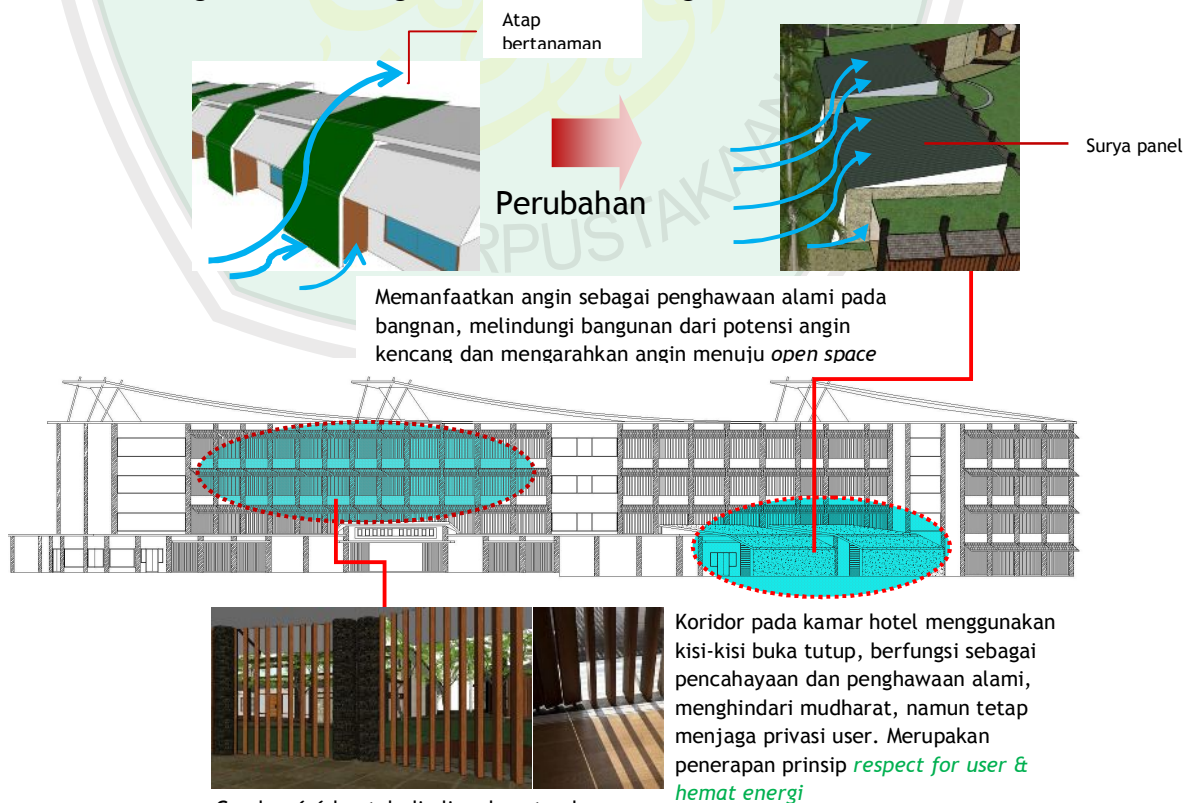 Atap
bertanaman
Surya panel
Perubahan
Memanfaatkan angin sebagai penghawaan alami pada
bangnan, melindungi bangunan dari potensi angin
kencang dan mengarahkan angin menuju open space
Koridor pada kamar hotel menggunakan
kisi-kisi buka tutup, berfungsi sebagai
pencahayaan dan penghawaan alami,
menghindari mudharat, namun tetap
menjaga privasi user. Merupakan
penerapan prinsip respect for user &
hemat energi